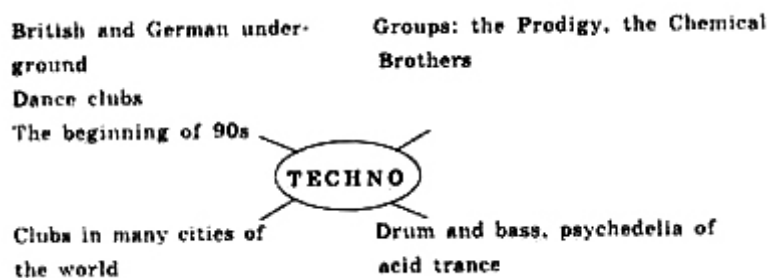 British and German under-
ground
Dance clubs
The beginning of 90s
Groups: the Prodigy, the Chemical
Brothers
TECHNO
Clubs in many cities of
the world
Drum and bass, psychedelia of
acid trance